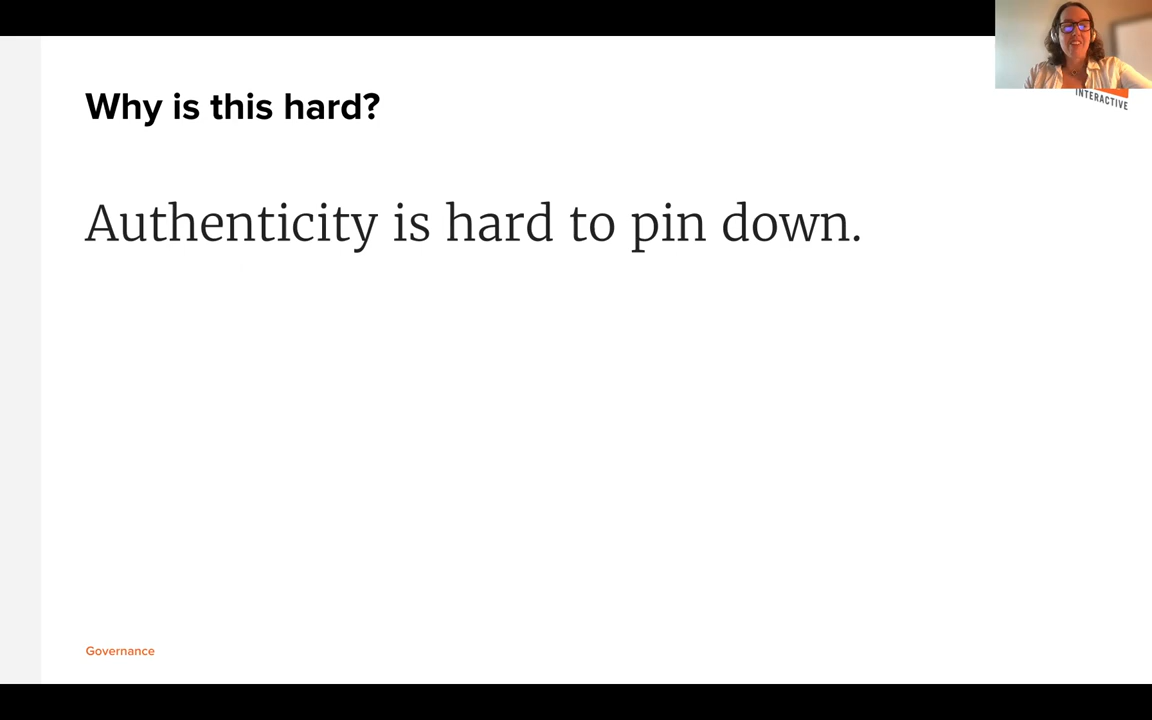 Why is this hard?
INTERACTIVE
Authenticity is hard to pin down.
Governance